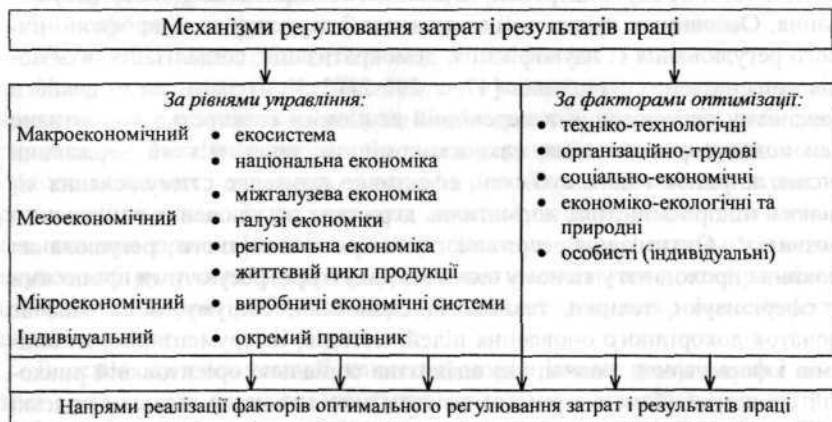 Механізми регулювання затрат і результатів праці
За рівнями управління:
Макроекономічний • екосистема
• національна економіка
• міжгалузева економіка
Мезоекономічний • галузі економіки
• регіональна економіка
• життєвий цикл продукції
Мікроекономічний • виробничі економічні системи
Індивідуальний • окремий працівник
За факторами оптимізації:
• техніко-технологічні
• організаційно-трудові
• соціально-економічні
• економіко-екологічні та
природні
• особисті (індивідуальні)
Напрями реалізації факторів оптимального регулювання затрат і результатів праці